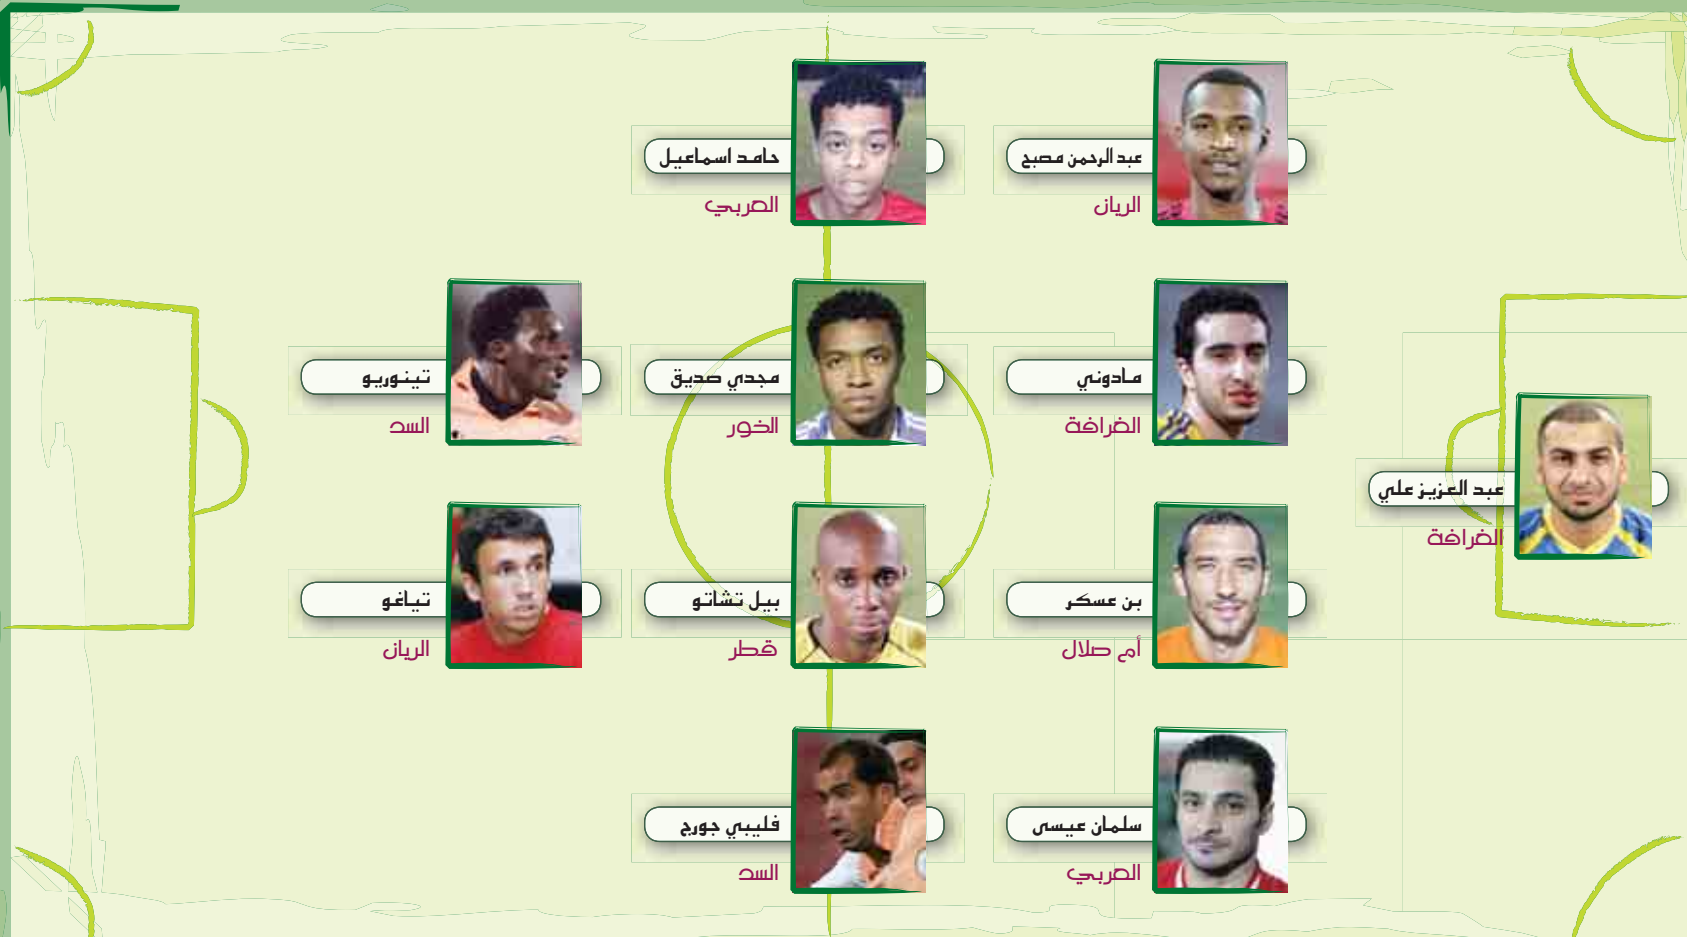 حامد اسماعيل
العربي
عبد الرحمن مصبح
الريان
تينوريو
السد
مجدي صديق
الخور
مادوني
الغرافة
عبد العزيز علي
الغرافة
تياغو
الريان
بيل تشاتو
قطر
بن عسكر
أم صلال
فليبي جورج
السد
سلمان عيسى
العربي